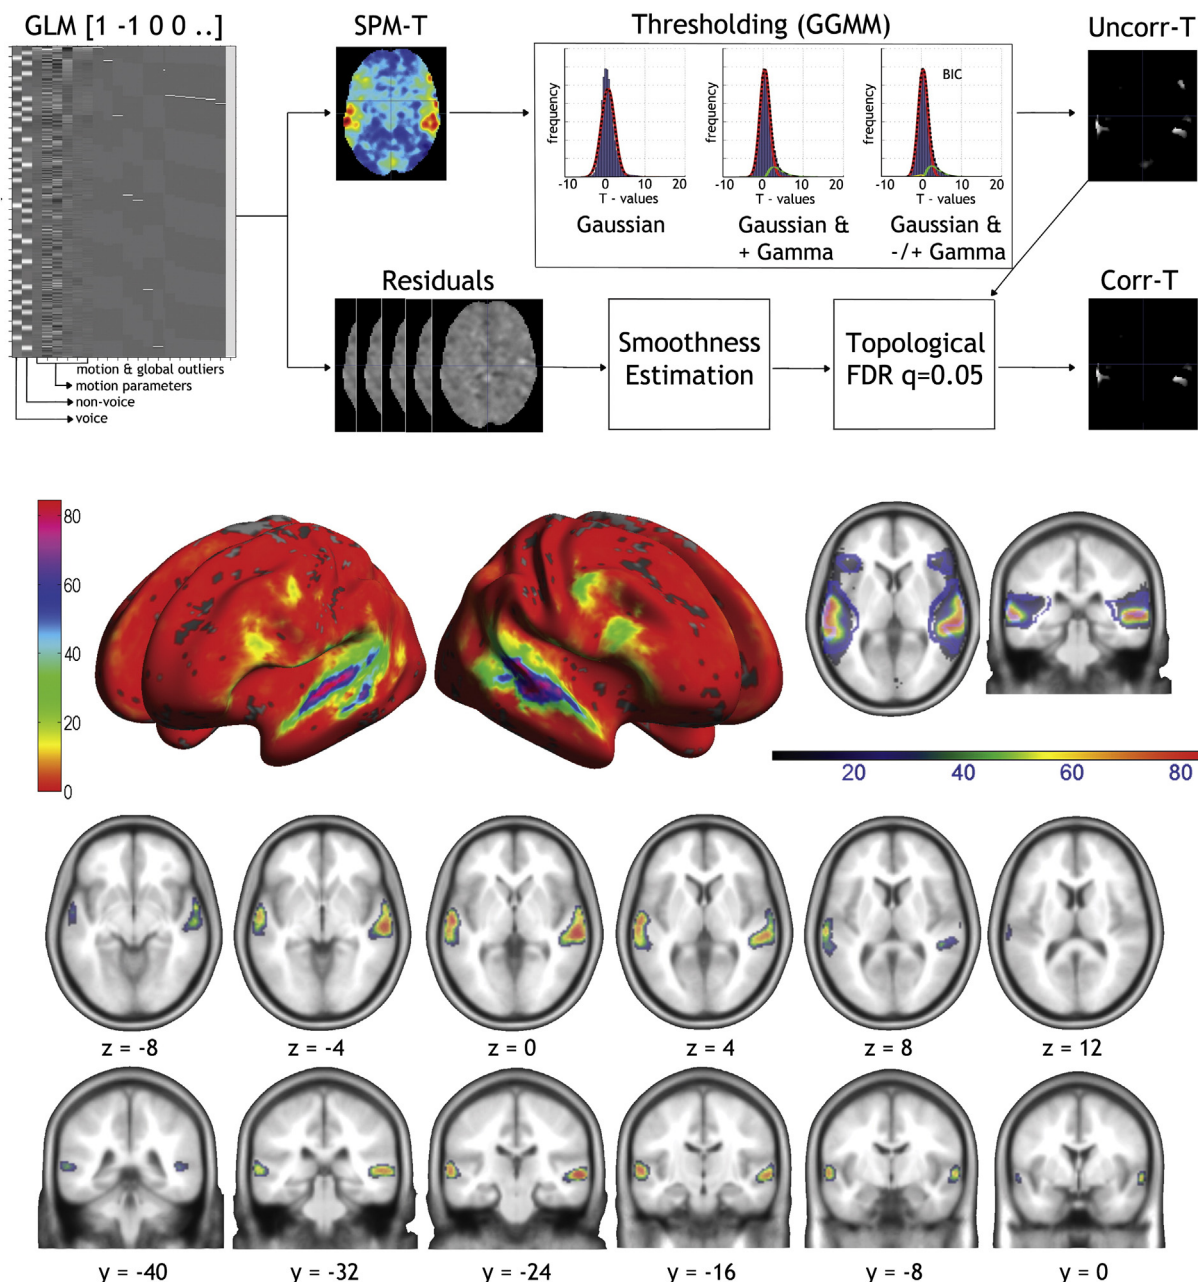 GLM [1 -1 0 0 ..]
SPM-T
Thresholding (GGMM)
Uncorr-T
frequency
-10 0 10 20
T - values
Gaussian
frequency
-10 0 10 20
T - values
Gaussian &
+ Gamma
frequency
BIC
-10 0 10 20
T - values
Gaussian &
-/+ Gamma
motion & global outliers
motion parameters
non-voice
voice
Residuals
Smoothness
Estimation
Topological
FDR q=0.05
Corr-T
80
60
40
20
0
20 40 60 80
z = -8
z = -4
z = 0
z = 4
z = 8
z = 12
y = -40
y = -32
y = -24
y = -16
y = -8
y = 0